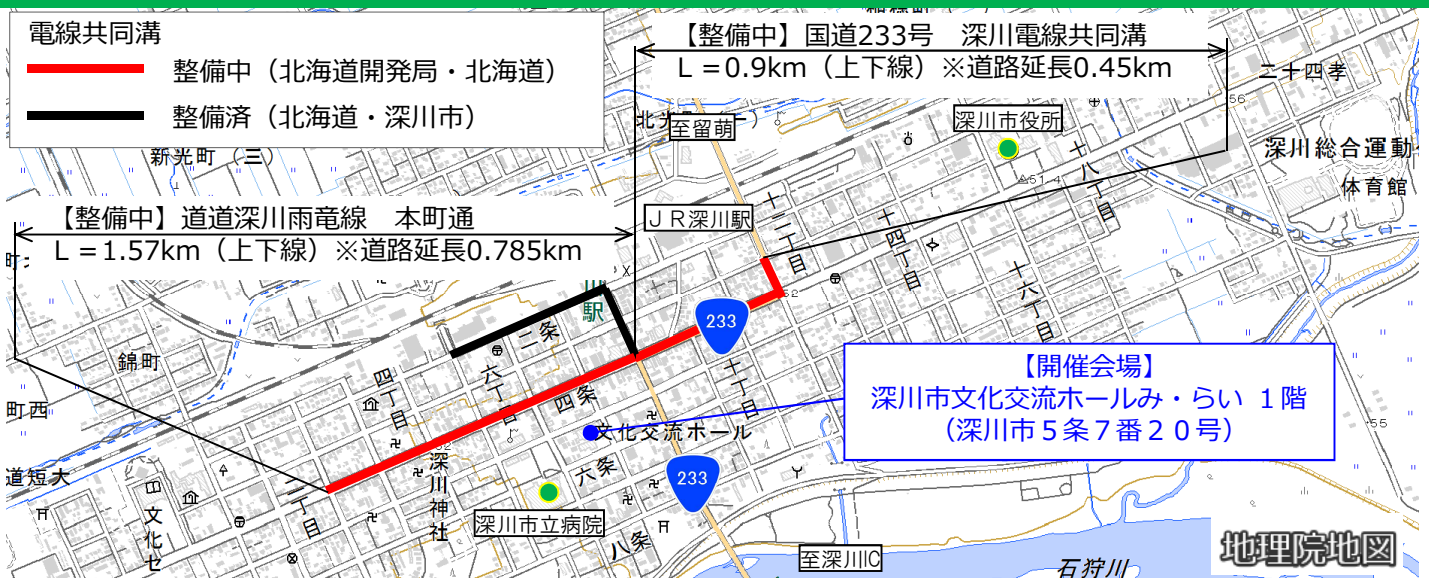 電線共同溝
整備中（北海道開発局・北海道）
整備済（北海道・深川市）
【整備中】国道233号　深川電線共同溝
L＝0.9km（上下線）※道路延長0.45km
二十四孝
56
至留萌
深川市役所
深川総合運動
体育館
新光町（三）
51.4
十八丁目
【整備中】道道深川雨竜線　本町通
L＝1.57km（上下線）※道路延長0.785km
ＪＲ深川駅
十二丁目
十四丁目
十六丁目
駅
233
二条
錦町
四丁目
六丁目
四条
十丁目
【開催会場】
深川市文化交流ホールみ・らい １階
（深川市５条７番２０号）
町西
文化交流ホール
55
道短大
深川神社
六条
233
文化セ
二丁目
深川市立病院
八条
至深川IC
石狩川
地理院地図